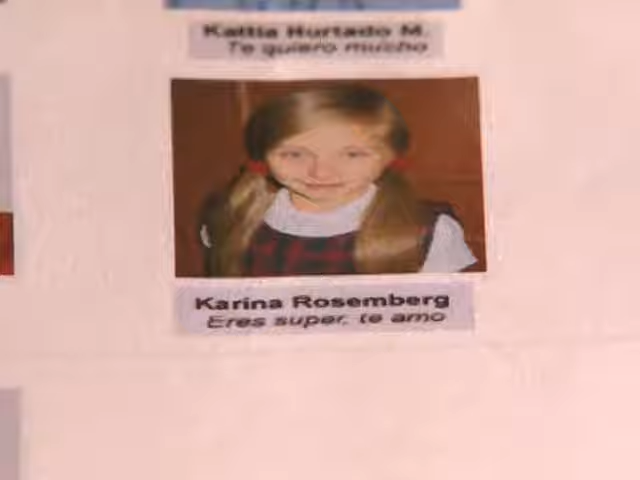 Kattia Hurtado M.
Te quiero mucho
Karina Rosemberg
Eres super, te amo